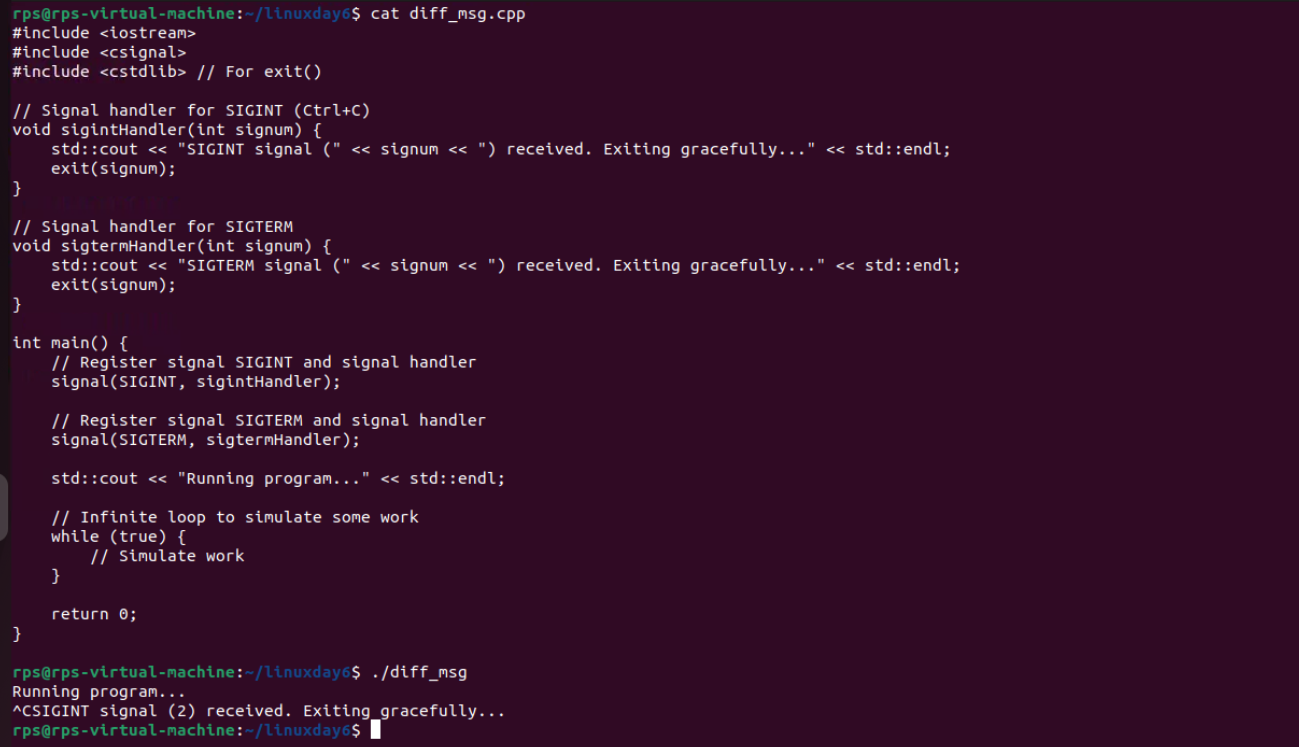 rps@rps-virtual-machine:~/linuxday6$ cat diff_msg.cpp
#include <iostream>
#include <csignal>
#include <cstdlib> // For exit()
// Signal handler for SIGINT (Ctrl+C)
void sigintHandler(int signum) {
    std::cout << "SIGINT signal (" << signum << ") received. Exiting gracefully..." << std::endl;
    exit(signum);
}
// Signal handler for SIGTERM
void sigtermHandler(int signum) {
    std::cout << "SIGTERM signal (" << signum << ") received. Exiting gracefully..." << std::endl;
    exit(signum);
}
int main() {
    // Register signal SIGINT and signal handler
    signal(SIGINT, sigintHandler);
    // Register signal SIGTERM and signal handler
    signal(SIGTERM, sigtermHandler);
    std::cout << "Running program..." << std::endl;
    // Infinite loop to simulate some work
    while (true) {
        // Simulate work
    }
    return 0;
}
rps@rps-virtual-machine:~/linuxday6$ ./diff_msg
Running program...
^CSIGINT signal (2) received. Exiting gracefully...
rps@rps-virtual-machine:~/linuxday6$